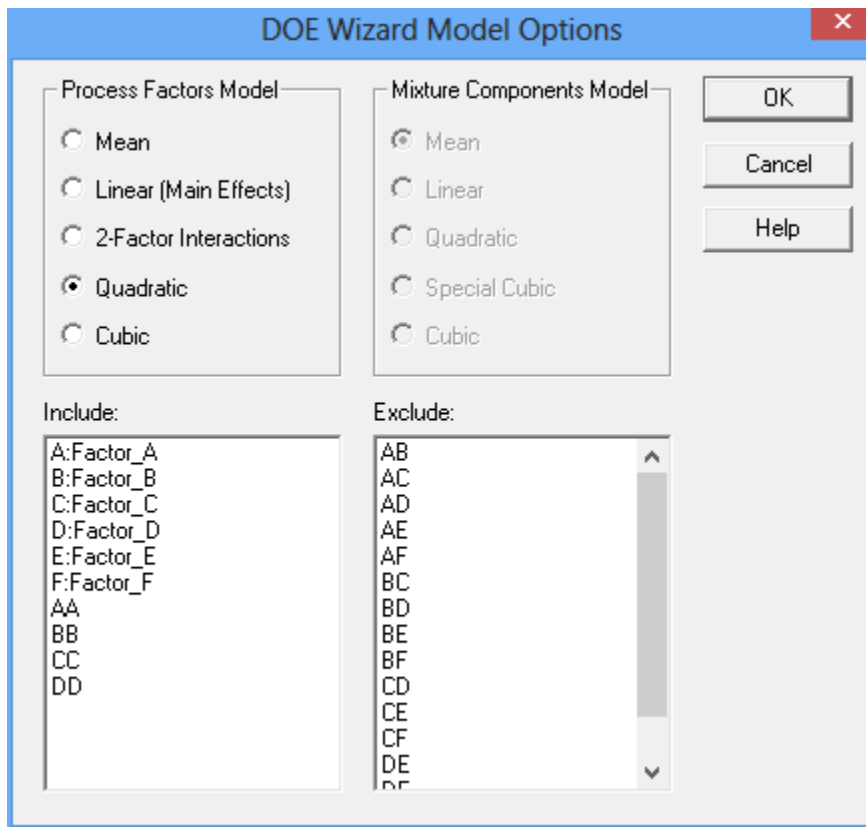 DOE Wizard Model Options
Process Factors Model
Mean
Linear (Main Effects)
2-Factor Interactions
Quadratic
Cubic
Mixture Components Model
Mean
Linear
Quadratic
Special Cubic
Cubic
OK
Cancel
Help
Include:
A:Factor_A
B:Factor_B
C:Factor_C
D:Factor_D
E:Factor_E
F:Factor_F
AA
BB
CC
DD
Exclude:
AB
AC
AD
AE
AF
BC
BD
BE
BF
CD
CE
CF
DE